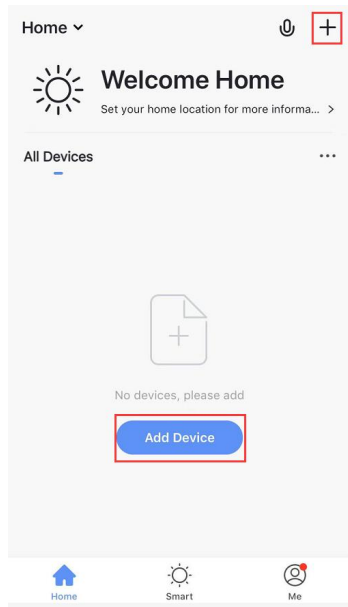 Home
Welcome Home
Set your home location for more informa...
All Devices
No devices, please add
Add Device
Home Smart Me